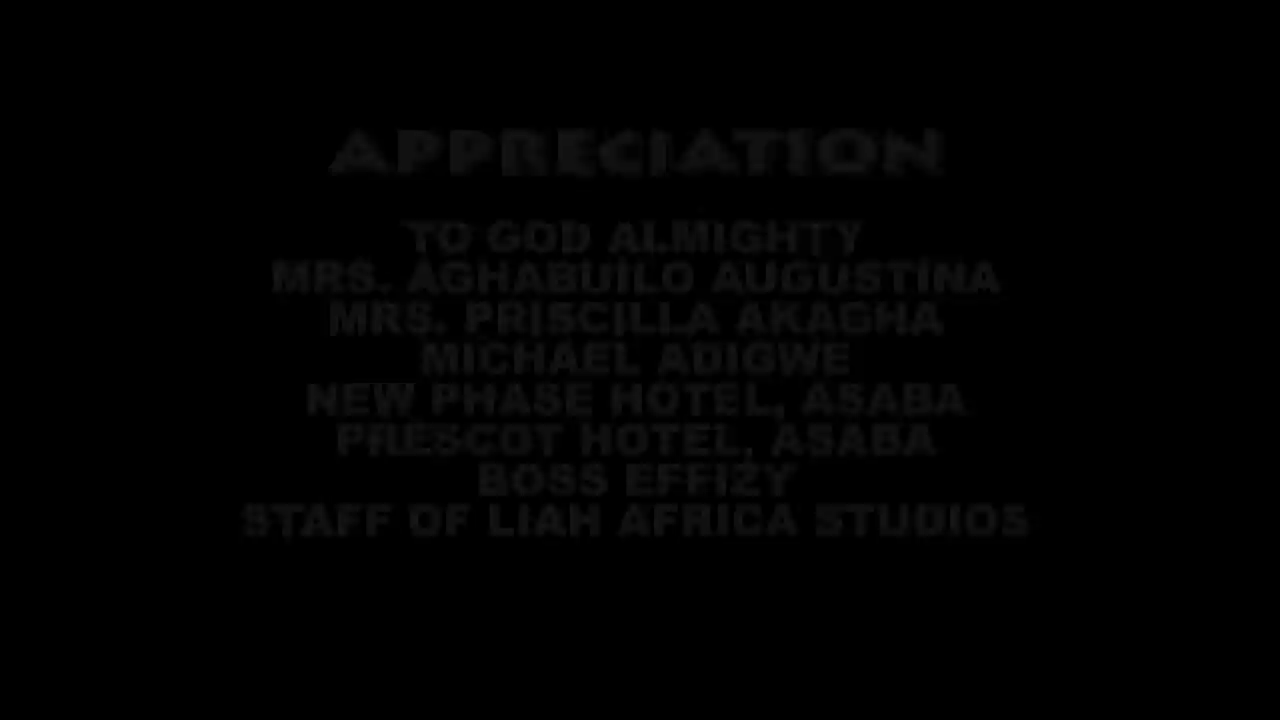 APPRECIATION
TO GOD ALMIGHTY
MRS. AGHABUILO AUGUSTINA
MRS. PRISCILLA AKAGHA
MICHAEL ADIGWE
NEW PHASE HOTEL, ASABA
PRESCOT HOTEL, ASABA
BOSS EFFIZY
STAFF OF LIAH AFRICA STUDIOS